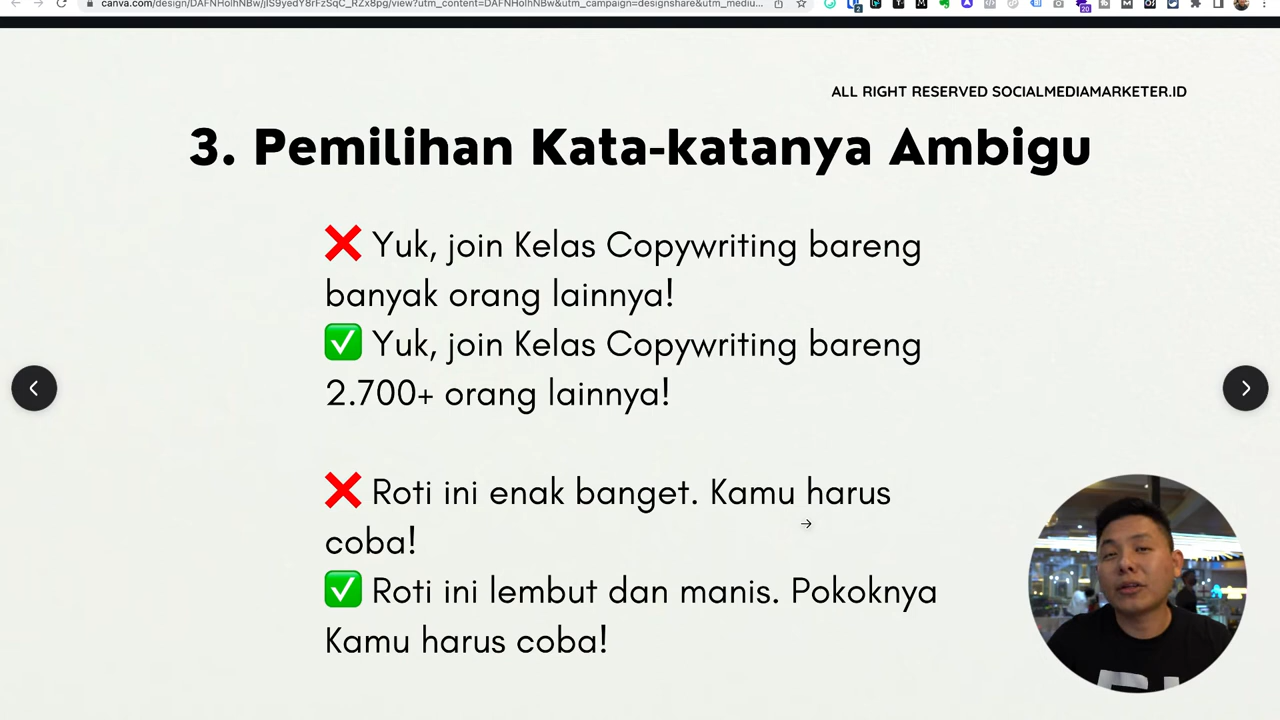 ALL RIGHT RESERVED SOCIALMEDIAMARKETER.ID
3. Pemilihan Kata-katanya Ambigu
❌ Yuk, join Kelas Copywriting bareng
banyak orang lainnya!
✅ Yuk, join Kelas Copywriting bareng
2.700+ orang lainnya!
❌ Roti ini enak banget. Kamu harus
coba!
✅ Roti ini lembut dan manis. Pokoknya
Kamu harus coba!